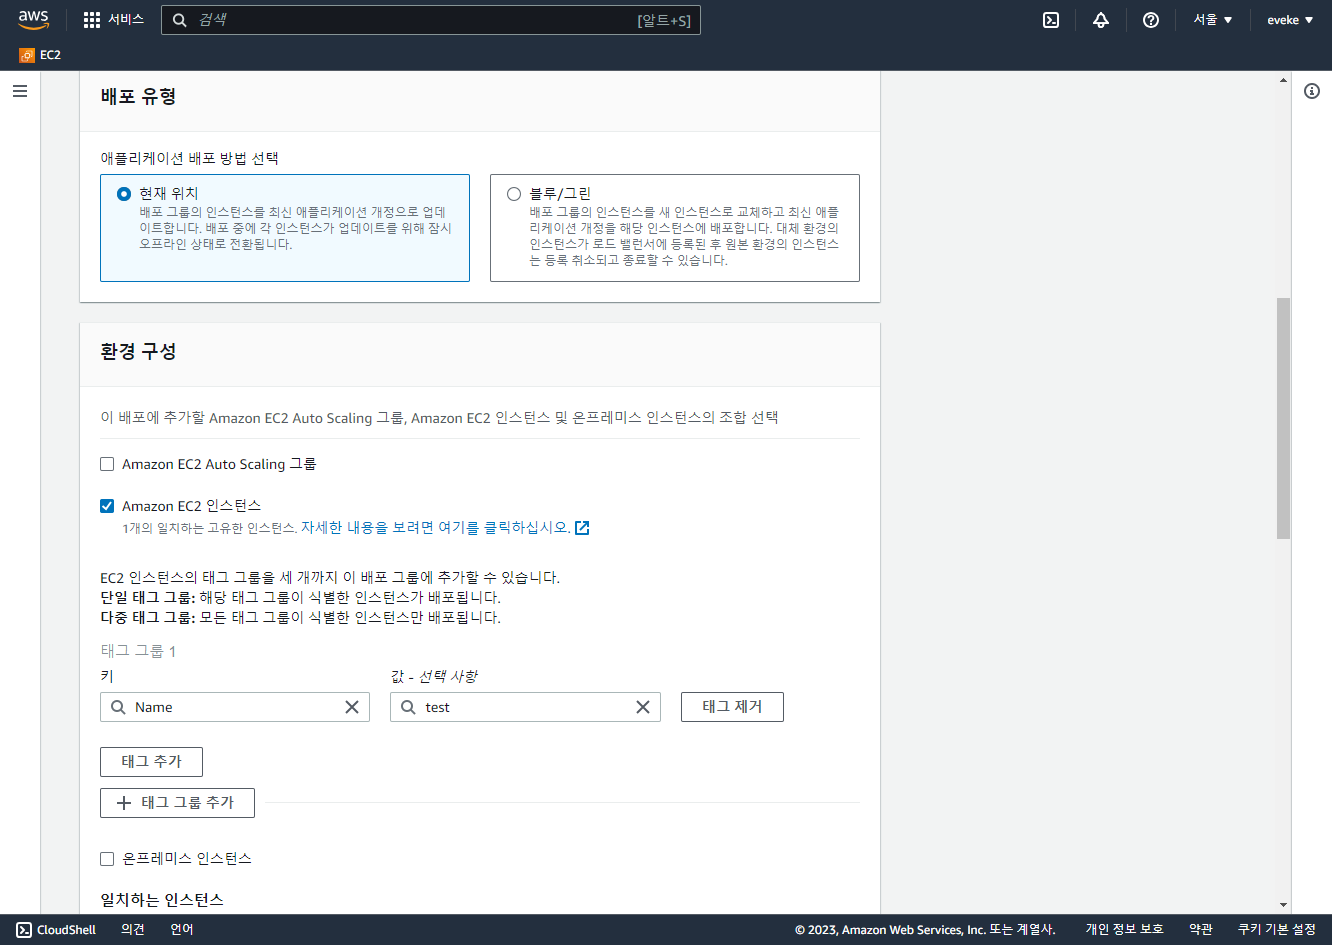 aws
서비스
검색
[알트+S]
서울
eveke
EC2
배포 유형
애플리케이션 배포 방법 선택
현재 위치
배포 그룹의 인스턴스를 최신 애플리케이션 개정으로 업데
이트합니다. 배포 중에 각 인스턴스가 업데이트를 위해 잠시
오프라인 상태로 전환됩니다.
블루/그린
배포 그룹의 인스턴스를 새 인스턴스로 교체하고 최신 애플
리케이션 개정을 해당 인스턴스에 배포합니다. 대체 환경의
인스턴스가 로드 밸런서에 등록된 후 원본 환경의 인스턴스
는 등록 취소되고 종료할 수 있습니다.
환경 구성
이 배포에 추가할 Amazon EC2 Auto Scaling 그룹, Amazon EC2 인스턴스 및 온프레미스 인스턴스의 조합 선택
Amazon EC2 Auto Scaling 그룹
Amazon EC2 인스턴스
1개의 일치하는 고유한 인스턴스. 자세한 내용을 보려면 여기를 클릭하십시오.
EC2 인스턴스의 태그 그룹을 세 개까지 이 배포 그룹에 추가할 수 있습니다.
단일 태그 그룹: 해당 태그 그룹이 식별한 인스턴스가 배포됩니다.
다중 태그 그룹: 모든 태그 그룹이 식별한 인스턴스만 배포됩니다.
태그 그룹 1
키
값 - 선택 사항
Name
test
태그 제거
태그 추가
태그 그룹 추가
온프레미스 인스턴스
일치하는 인스턴스
CloudShell
의견
언어
© 2023, Amazon Web Services, Inc. 또는 계열사.
개인 정보 보호
약관
쿠키 기본 설정